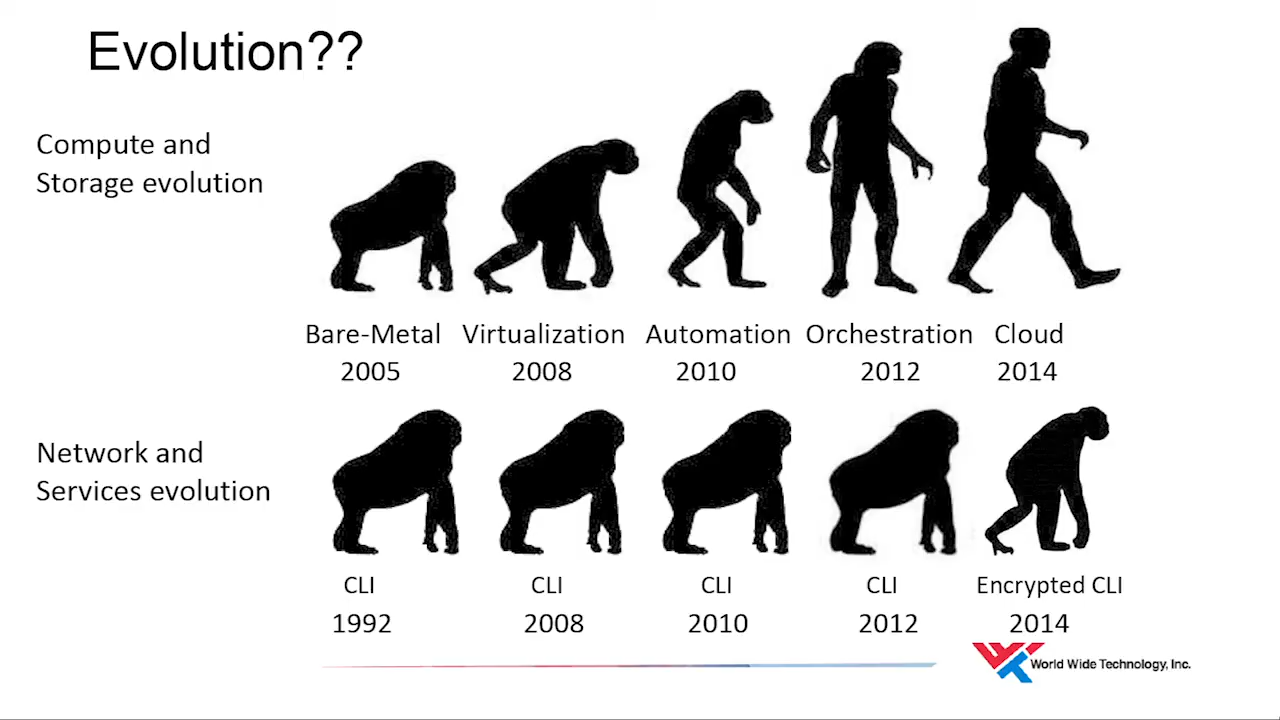 Evolution??
Compute and
Storage evolution
Bare-Metal Virtualization Automation Orchestration Cloud
2005 2008 2010 2012 2014
Network and
Services evolution
CLI CLI CLI CLI Encrypted CLI
1992 2008 2010 2012 2014
World Wide Technology, Inc.